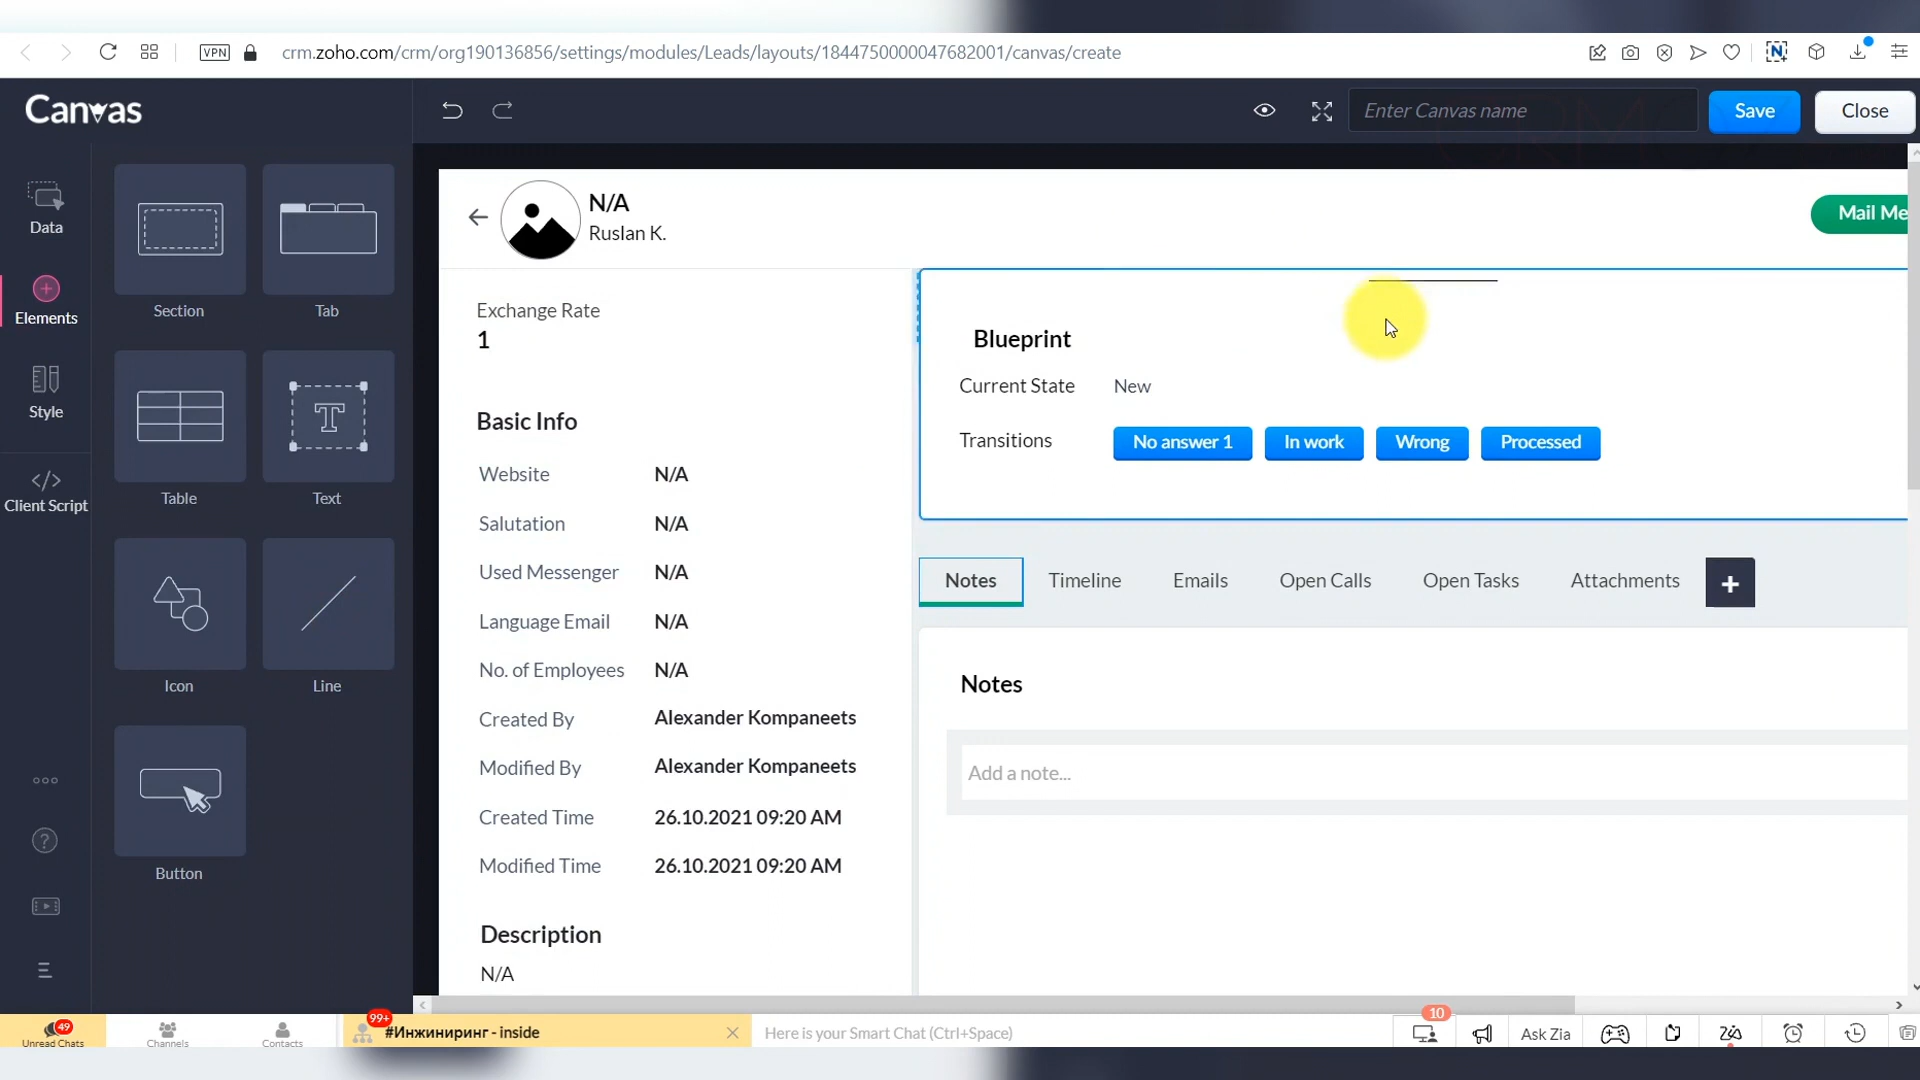 VPN
crm.zoho.com/crm/org190136856/settings/modules/Leads/layouts/1844750000047682001/canvas/create
N
Canvas
Enter Canvas name
Save
Close
Data
Elements
Style
Client Script
Section
Tab
Table
T
Text
Icon
Line
Button
N/A
Ruslan K.
Mail Me
Exchange Rate
1
Basic Info
Website N/A
Salutation N/A
Used Messenger N/A
Language Email N/A
No. of Employees N/A
Created By Alexander Kompaneets
Modified By Alexander Kompaneets
Created Time 26.10.2021 09:20 AM
Modified Time 26.10.2021 09:20 AM
Description
N/A
Blueprint
Current State New
Transitions No answer 1 In work Wrong Processed
Notes Timeline Emails Open Calls Open Tasks Attachments +
Notes
Add a note...
49
Unread Chats
Channels
Contacts
99+
#Инжиниринг - inside
Here is your Smart Chat (Ctrl+Space)
10
Ask Zia